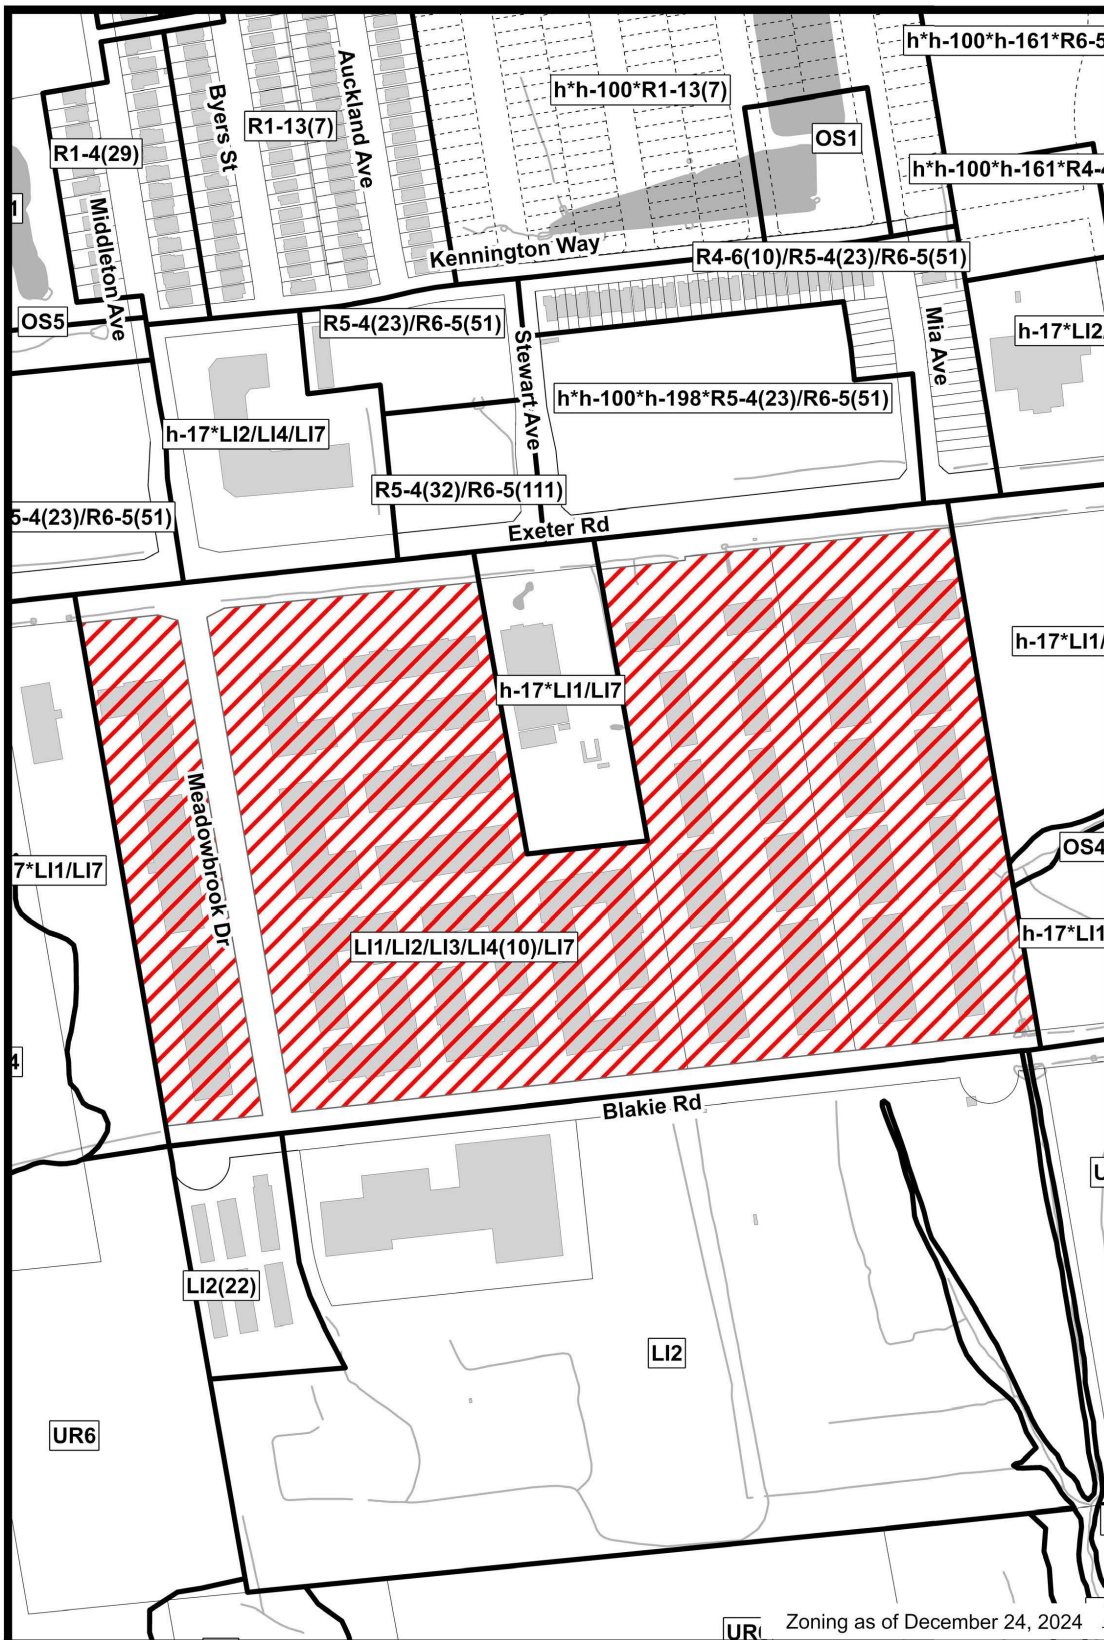 h*h-100*h-161*R6-5
h*h-100*R1-13(7)
Auckland Ave
Byers St
R1-13(7)
OS1
R1-4(29)
h*h-100*h-161*R4-4
1
Middleton Ave
Kennington Way
R4-6(10)/R5-4(23)/R6-5(51)
OS5
R5-4(23)/R6-5(51)
Mia Ave
h-17*LI2
Stewart Ave
h*h-100*h-198*R5-4(23)/R6-5(51)
h-17*LI2/LI4/LI7
R5-4(32)/R6-5(111)
5-4(23)/R6-5(51)
Exeter Rd
h-17*LI1/
h-17*LI1/LI7
Meadowbrook Dr
OS4
7*LI1/LI7
h-17*LI1
LI1/LI2/LI3/LI4(10)/LI7
4
Blakie Rd
LI2(22)
LI2
UR6
UR
Zoning as of December 24, 2024